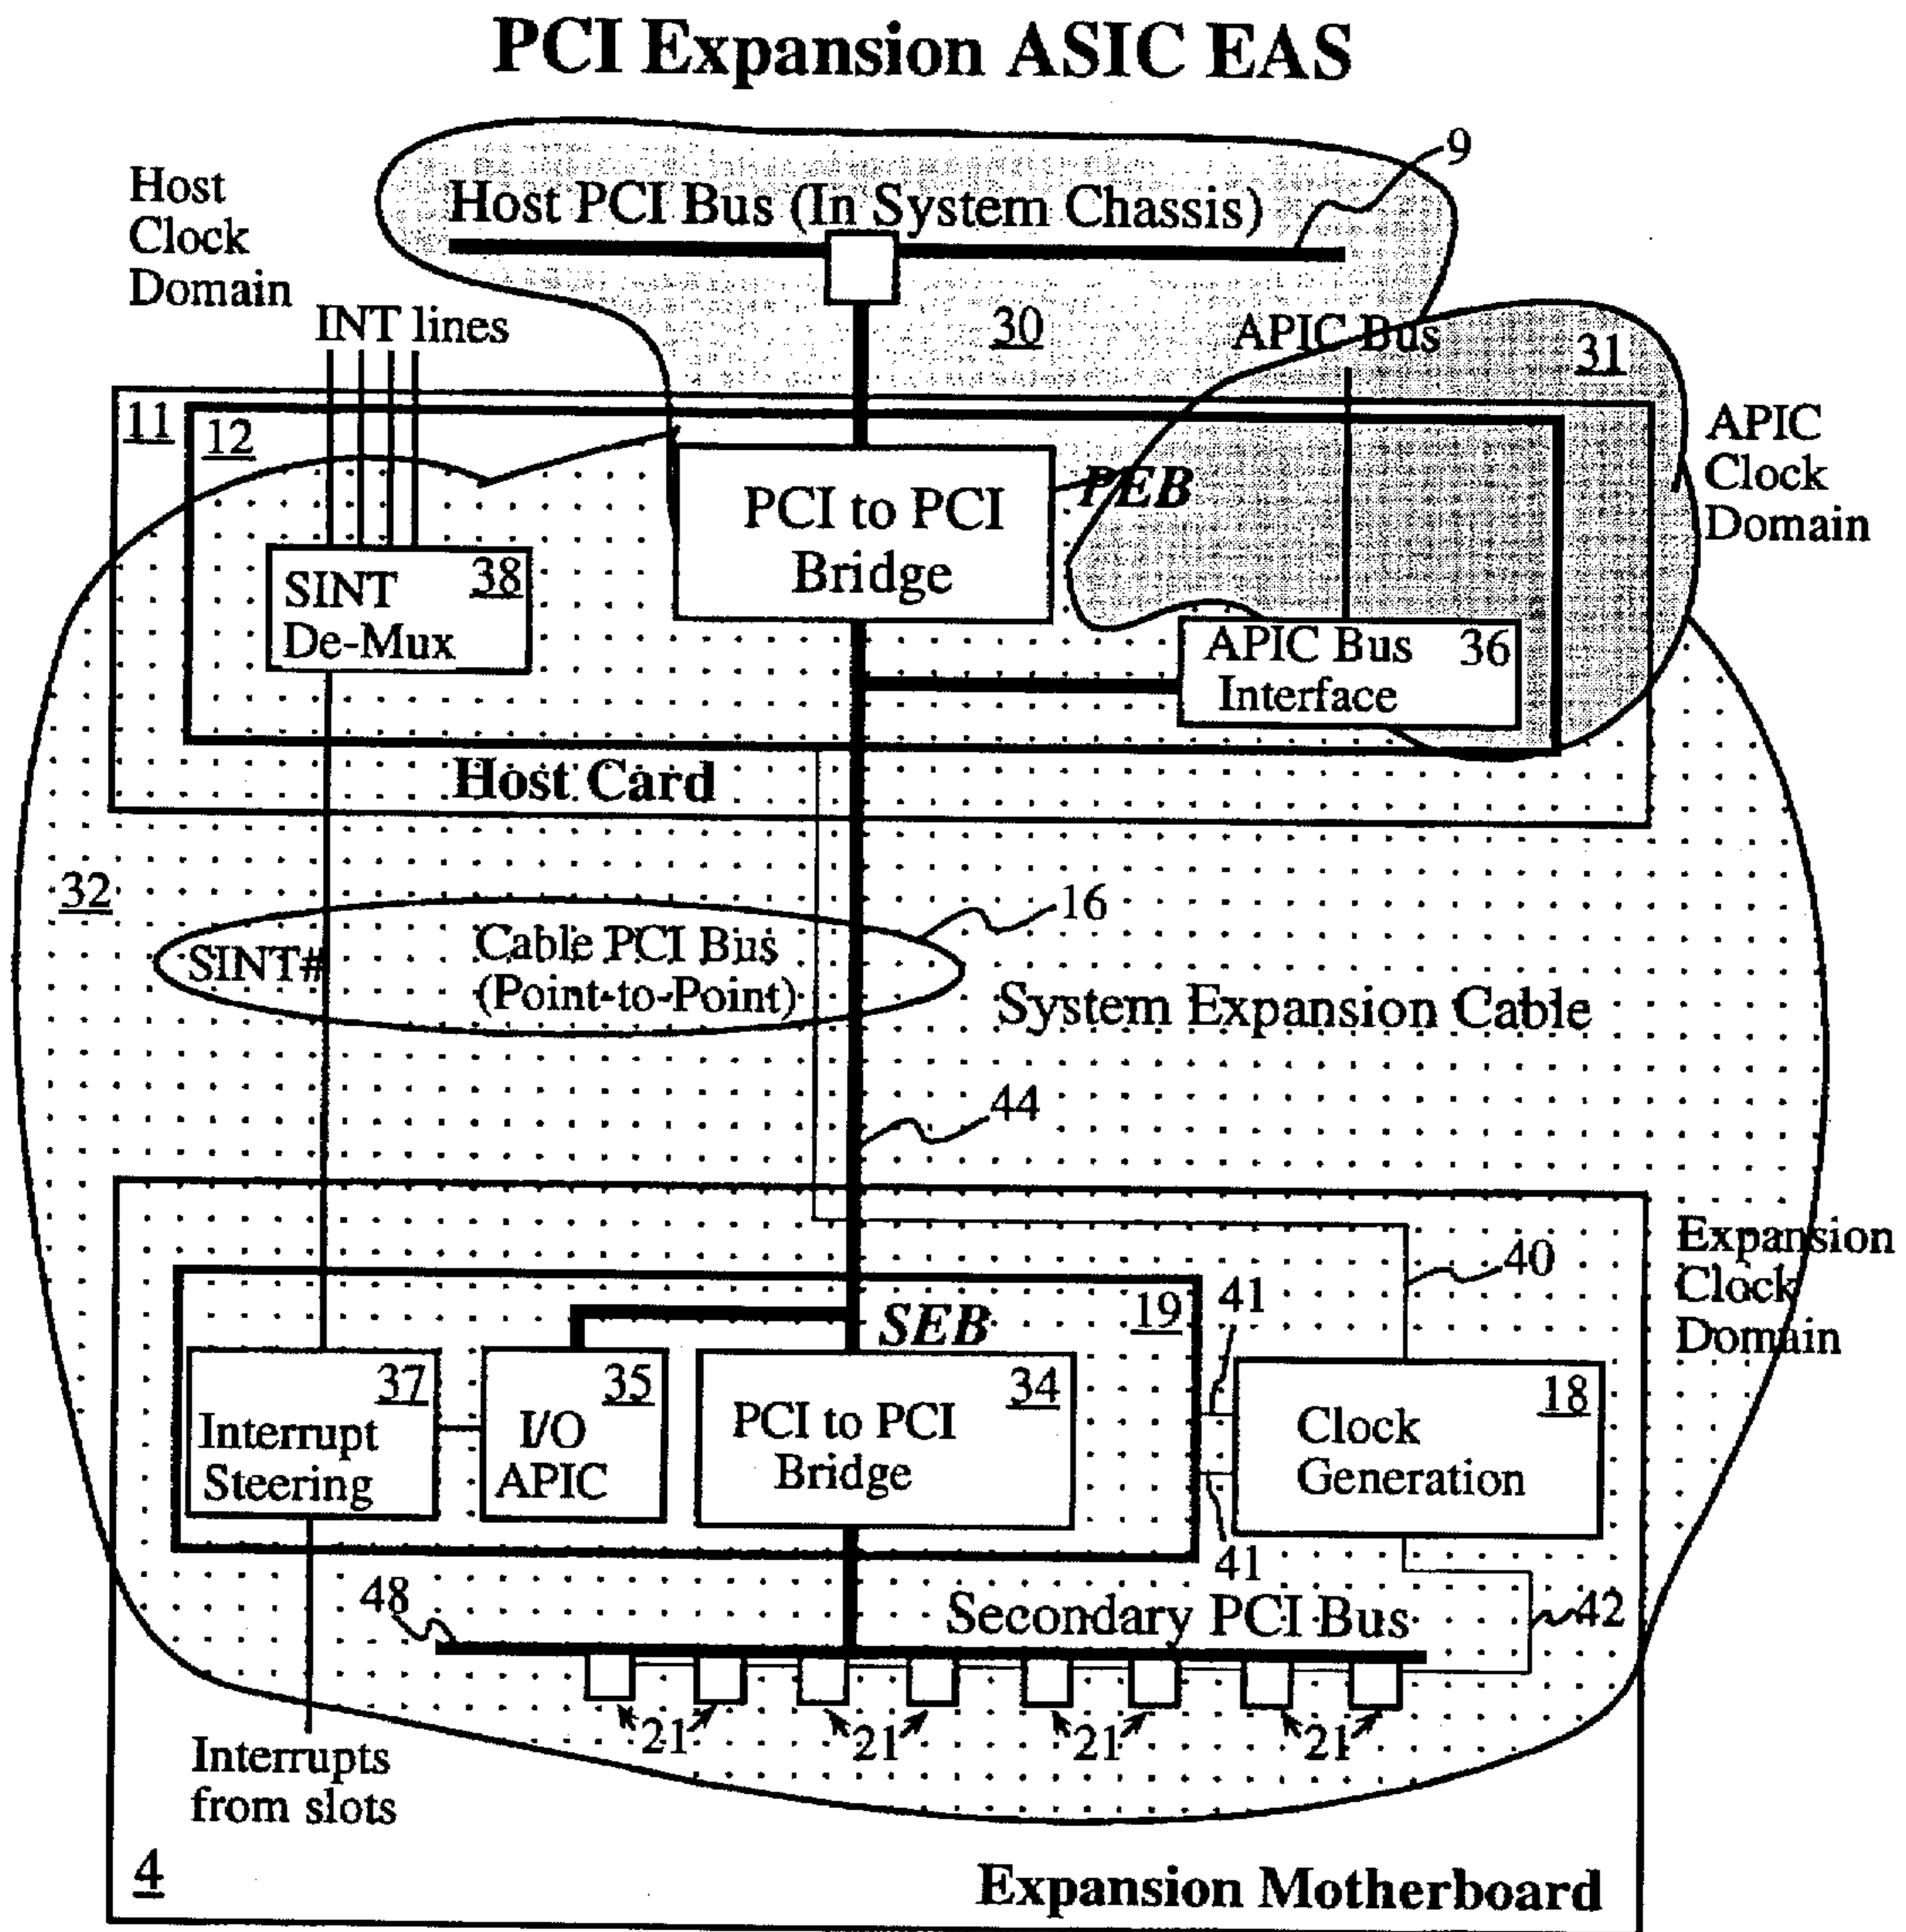 PCI Expansion ASIC EAS
9
Host
Clock
Domain
Host PCI Bus (In System Chassis)
INT lines
30
APIC Bus
31
11
12
APIC
Clock
Domain
PEB
PCI to PCI
Bridge
38
SINT
De-Mux
APIC Bus
Interface
36
Host Card
32
16
SINT#
Cable PCI Bus
(Point-to-Point)
System Expansion Cable
44
Expansion
Clock
Domain
40
41
SEB
19
37
Interrupt
Steering
35
I/O
APIC
34
PCI to PCI
Bridge
18
Clock
Generation
41
48
Secondary PCI Bus
42
21
21
21
21
Interrupts
from slots
4
Expansion Motherboard